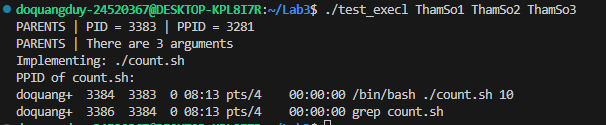 doquangduy-24520367@DESKTOP-KPL8I7R:~/Lab3$ ./test_execl ThamSo1 ThamSo2 ThamSo3
PARENTS | PID = 3383 | PPID = 3281
PARENTS | There are 3 arguments
Implementing: ./count.sh
PPID of count.sh:
doquang+  3384  3383  0 08:13 pts/4    00:00:00 /bin/bash ./count.sh 10
doquang+  3386  3384  0 08:13 pts/4    00:00:00 grep count.sh